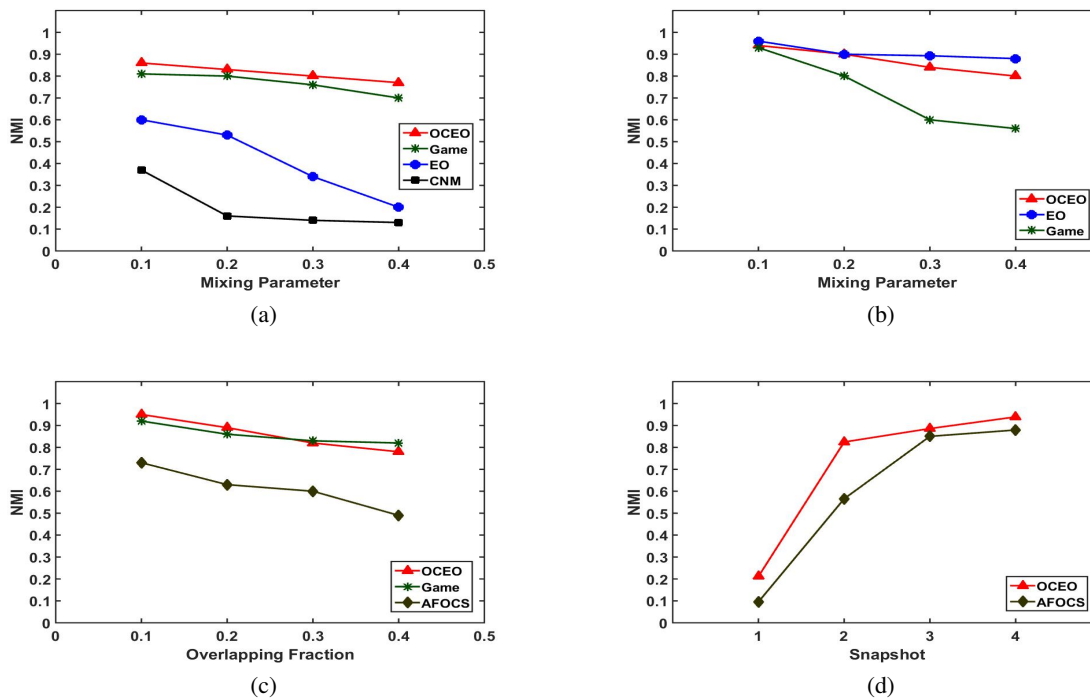 1
0.9
0.8
0.7
0.6
0.5
0.4
0.3
0.2
0.1
0
NMI
OCEO
Game
EO
CNM
0 0.1 0.2 0.3 0.4 0.5
Mixing Parameter
(a)
1
0.9
0.8
0.7
0.6
0.5
0.4
0.3
0.2
0.1
0
NMI
OCEO
EO
Game
0.1 0.2 0.3 0.4
Mixing Parameter
(b)
1
0.9
0.8
0.7
0.6
0.5
0.4
0.3
0.2
0.1
0
NMI
OCEO
Game
AFOCS
0 0.1 0.2 0.3 0.4 0.5
Overlapping Fraction
(c)
1
0.9
0.8
0.7
0.6
0.5
0.4
0.3
0.2
0.1
0
NMI
OCEO
AFOCS
1 2 3 4
Snapshot
(d)